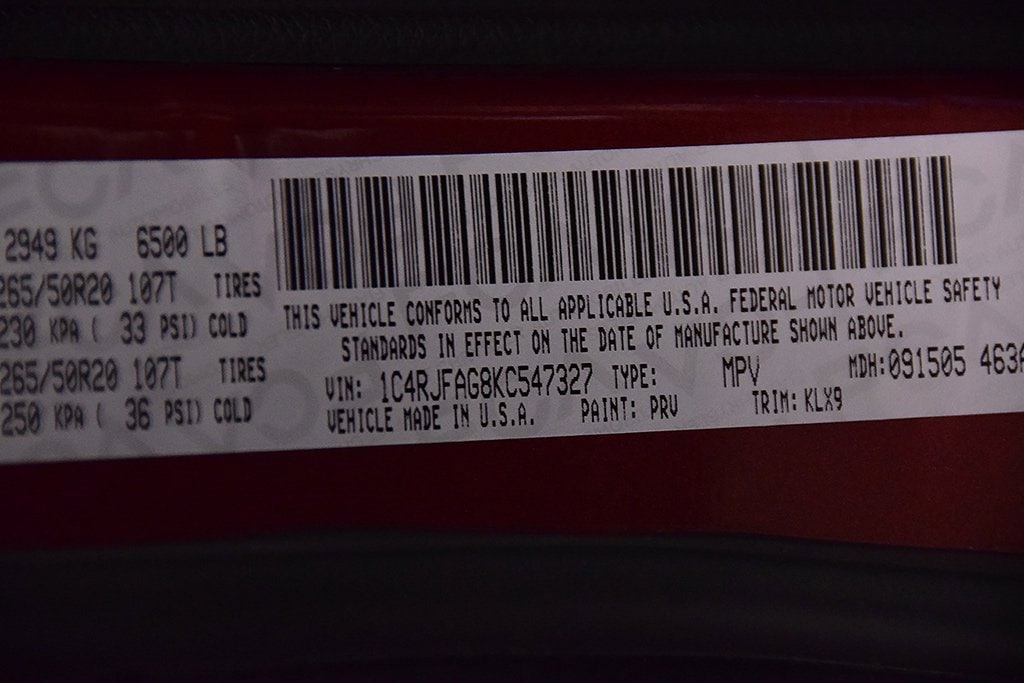 2949 KG 6500 LB
265/50R20 107T TIRES
230 KPA ( 33 PSI) COLD
265/50R20 107T TIRES
250 KPA ( 36 PSI) COLD
THIS VEHICLE CONFORMS TO ALL APPLICABLE U.S.A. FEDERAL MOTOR VEHICLE SAFETY
STANDARDS IN EFFECT ON THE DATE OF MANUFACTURE SHOWN ABOVE.
VIN: 1C4RJFAG8KC547327 TYPE: MPV MDH: 091505 463A
VEHICLE MADE IN U.S.A. PAINT: PRV TRIM: KLX9